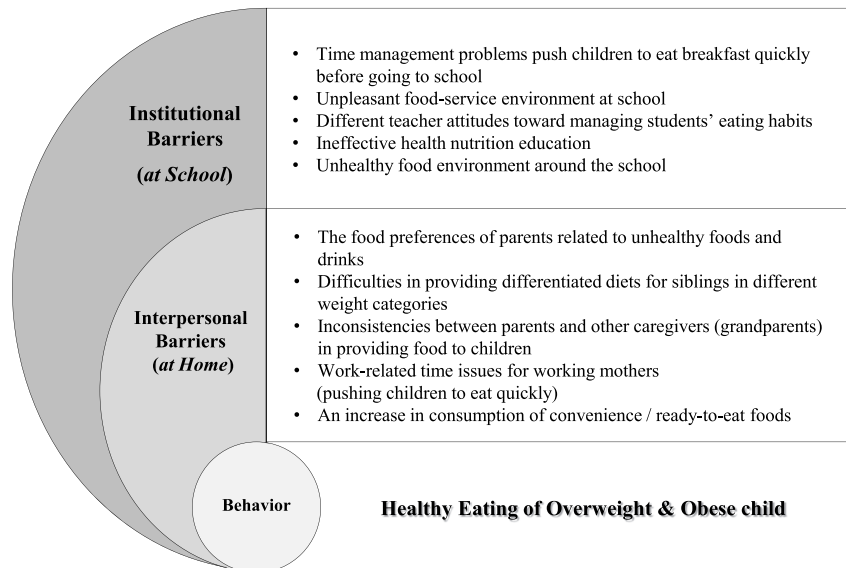 Institutional
Barriers
(at School)
• Time management problems push children to eat breakfast quickly
before going to school
• Unpleasant food-service environment at school
• Different teacher attitudes toward managing students' eating habits
• Ineffective health nutrition education
• Unhealthy food environment around the school
Interpersonal
Barriers
(at Home)
• The food preferences of parents related to unhealthy foods and
drinks
• Difficulties in providing differentiated diets for siblings in different
weight categories
• Inconsistencies between parents and other caregivers (grandparents)
in providing food to children
• Work-related time issues for working mothers
(pushing children to eat quickly)
• An increase in consumption of convenience / ready-to-eat foods
Behavior
Healthy Eating of Overweight & Obese child